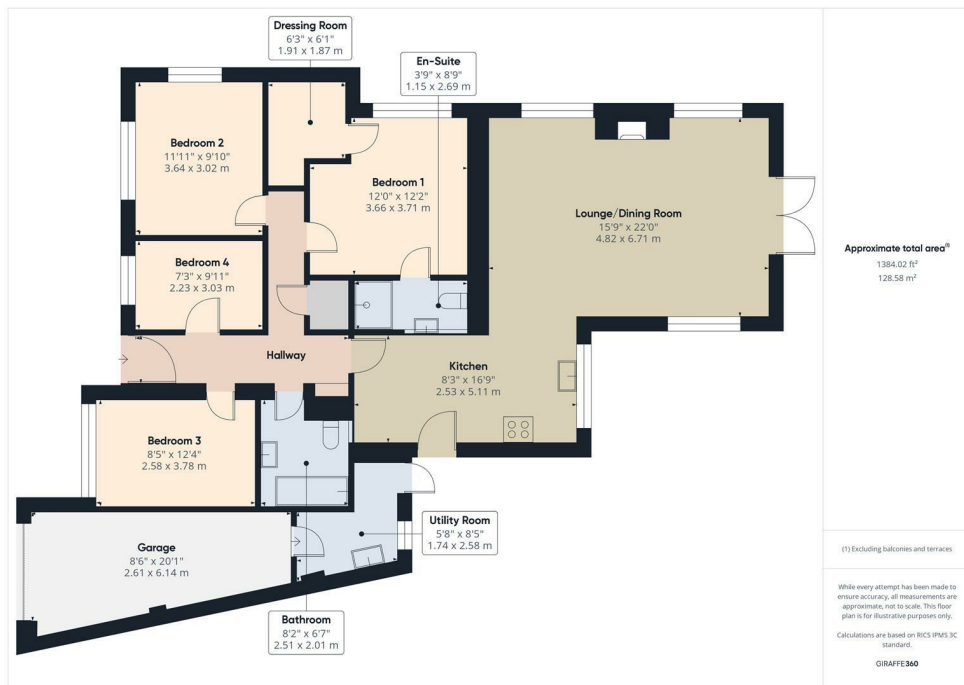 Dressing Room
6'3" x 6'1"
1.91 x 1.87 m
En-Suite
3'9" x 8'9"
1.15 x 2.69 m
Bedroom 2
11'11" x 9'10"
3.64 x 3.02 m
Bedroom 1
12'0" x 12'2"
3.66 x 3.71 m
Lounge/Dining Room
15'9" x 22'0"
4.82 x 6.71 m
Bedroom 4
7'3" x 9'11"
2.23 x 3.03 m
Hallway
Kitchen
8'3" x 16'9"
2.53 x 5.11 m
Bedroom 3
8'5" x 12'4"
2.58 x 3.78 m
Utility Room
5'8" x 8'5"
1.74 x 2.58 m
Garage
8'6" x 20'1"
2.61 x 6.14 m
Bathroom
8'2" x 6'7"
2.51 x 2.01 m
Approximate total area⁽¹⁾
1384.02 ft²
128.58 m²
(1) Excluding balconies and terraces
While every attempt has been made to
ensure accuracy, all measurements are
approximate, not to scale. This floor
plan is for illustrative purposes only.
Calculations are based on RICS IPMS 3C
standard.
GIRAFFE360